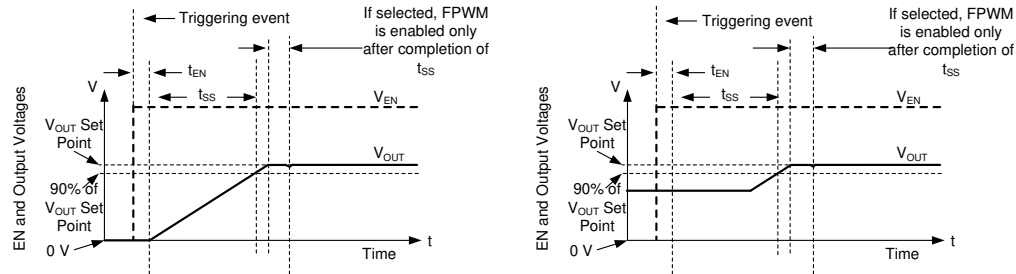 Triggering event
If selected, FPWM
is enabled only
after completion of
tSS
tEN
V
tSS
VEN
EN and Output Voltages
VOUT Set
Point
VOUT
90% of
VOUT Set
Point
0 V
t
Time
Triggering event
If selected, FPWM
is enabled only
after completion of
tSS
tEN
V
tSS
VEN
EN and Output Voltages
VOUT Set
Point
VOUT
90% of
VOUT Set
Point
0 V
t
Time